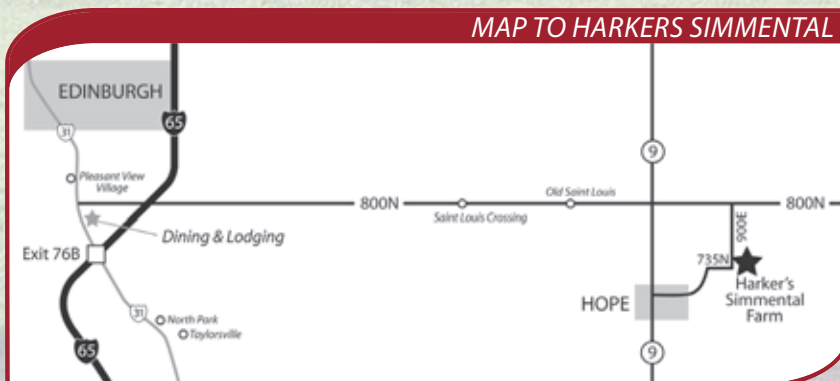 MAP TO HARKERS SIMMENTAL
EDINBURGH
65
31
9
Pleasant View
Village
800N
Old Saint Louis
800N
Saint Louis Crossing
900E
Dining & Lodging
Exit 76B
735N
Harker's
Simmental
Farm
HOPE
31
North Park
Taylorsville
65
9